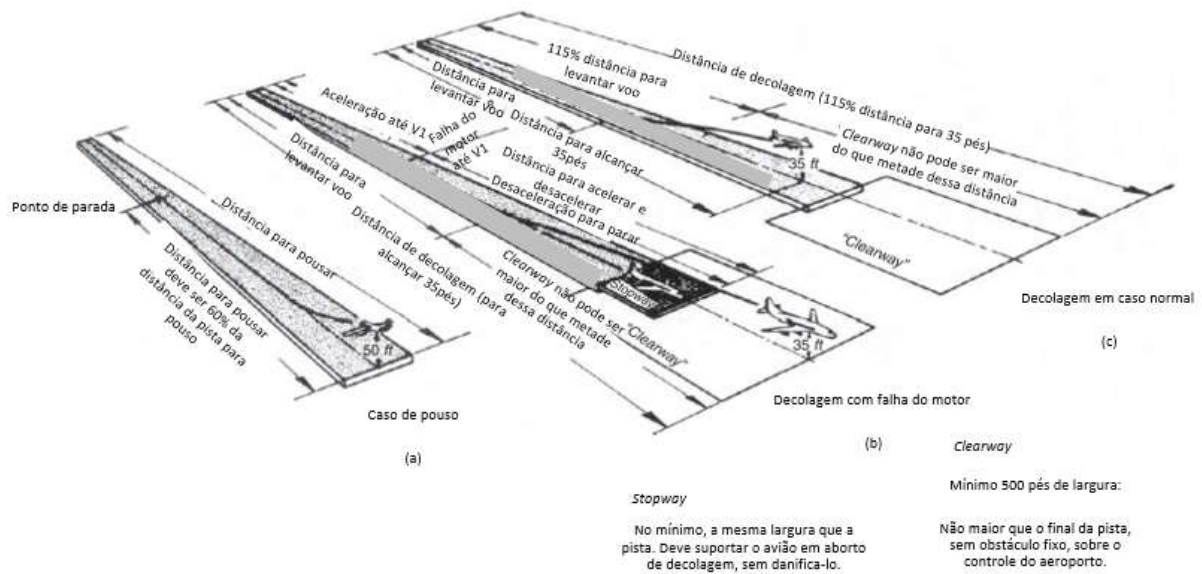 Distância de decolagem (115% distância para 35 pés)
115% distância para
levantar voo
Clearway não pode ser maior
do que metade dessa distância
35 ft
"Clearway"
Decolagem em caso normal
(c)
Distância para
levantar voo
Distância para alcançar
35pés
Aceleração até V1
Falha do
motor
até V1
Distância para acelerar e
desacelerar
Desaceleração para parar
Distância para
levantar voo
Distância de decolagem (para
alcançar 35pés)
Clearway não pode ser
maior do que metade
dessa distância
Stopway
"Clearway"
35 ft
Decolagem com falha do motor
(b)
Ponto de parada
Distância para pousar
Distância para pousar
deve ser 60% da
distância da pista para
pouso
50 ft
Caso de pouso
(a)
Stopway
No mínimo, a mesma largura que a
pista. Deve suportar o avião em aborto
de decolagem, sem danifica-lo.
Clearway
Mínimo 500 pés de largura:
Não maior que o final da pista,
sem obstáculo fixo, sobre o
controle do aeroporto.